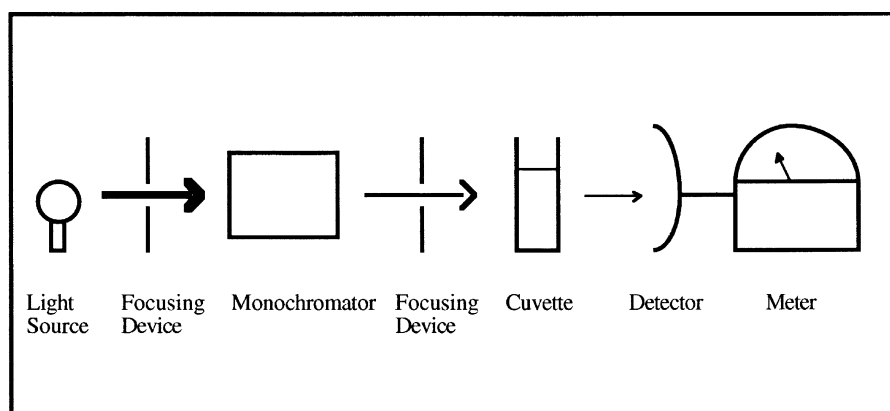 Light
Source
Focusing
Device
Monochromator
Focusing
Device
Cuvette
Detector
Meter